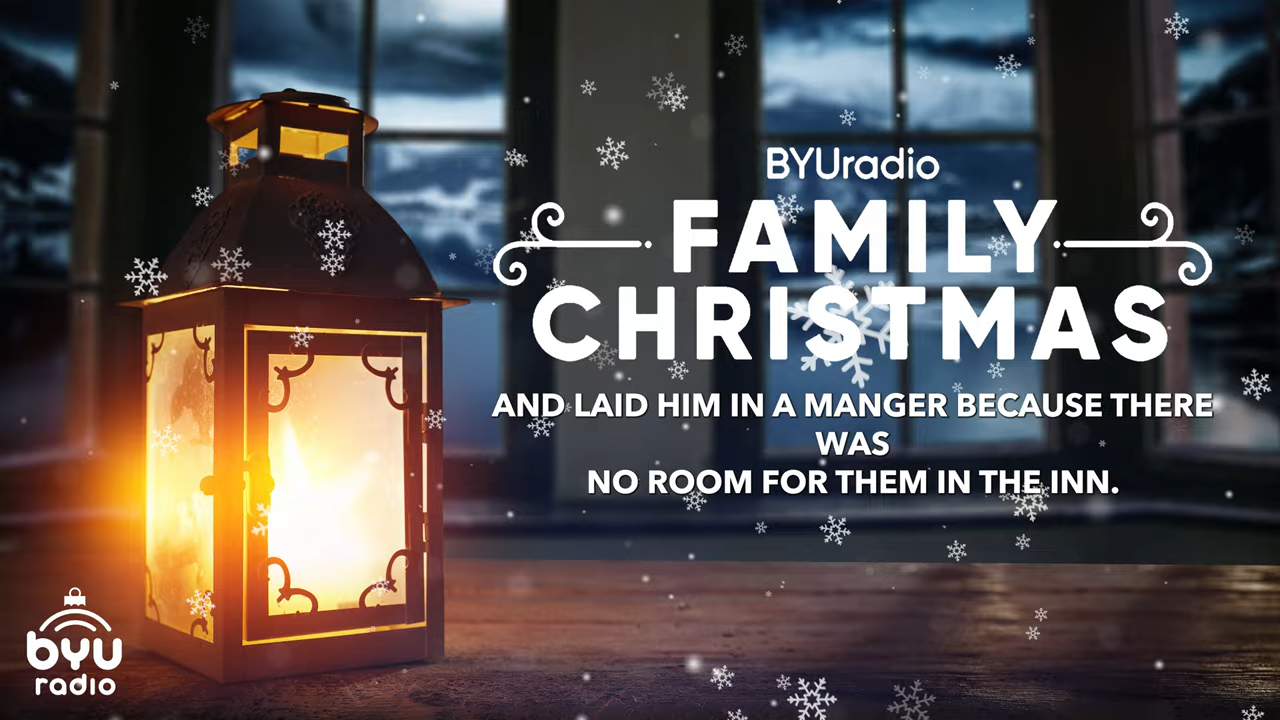 BYUradio
FAMILY
CHRISTMAS
AND LAID HIM IN A MANGER BECAUSE THERE
WAS
NO ROOM FOR THEM IN THE INN.
byu
radio